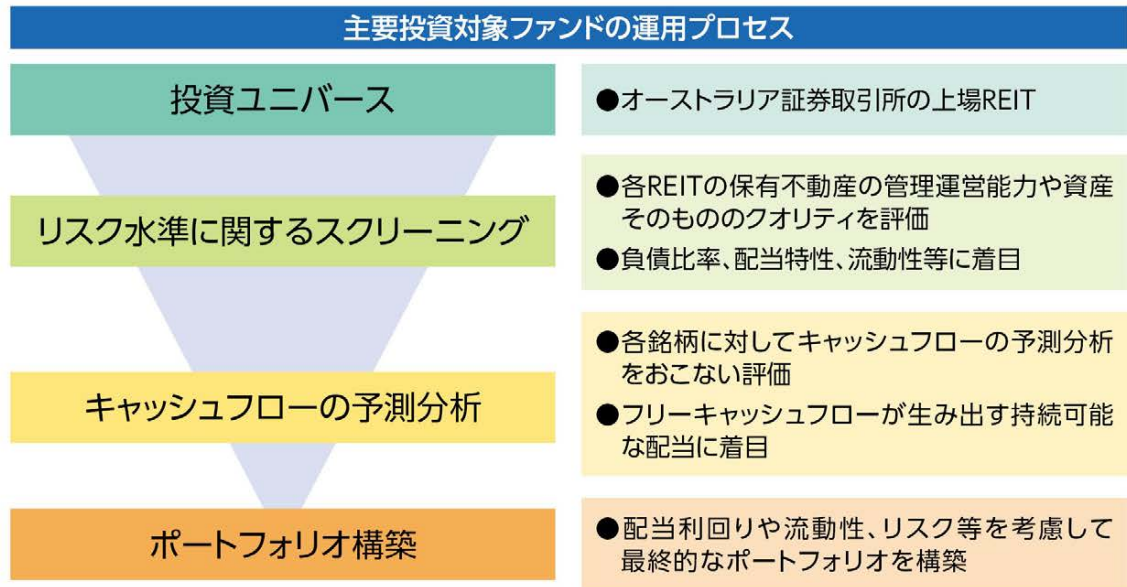 主要投資対象ファンドの運用プロセス
投資ユニバース
●オーストラリア証券取引所の上場REIT
リスク水準に関するスクリーニング
●各REITの保有不動産の管理運営能力や資産
そのもののクオリティを評価
●負債比率、配当特性、流動性等に着目
キャッシュフローの予測分析
●各銘柄に対してキャッシュフローの予測分析
をおこない評価
●フリーキャッシュフローが生み出す持続可能
な配当に着目
ポートフォリオ構築
●配当利回りや流動性、リスク等を考慮して
最終的なポートフォリオを構築